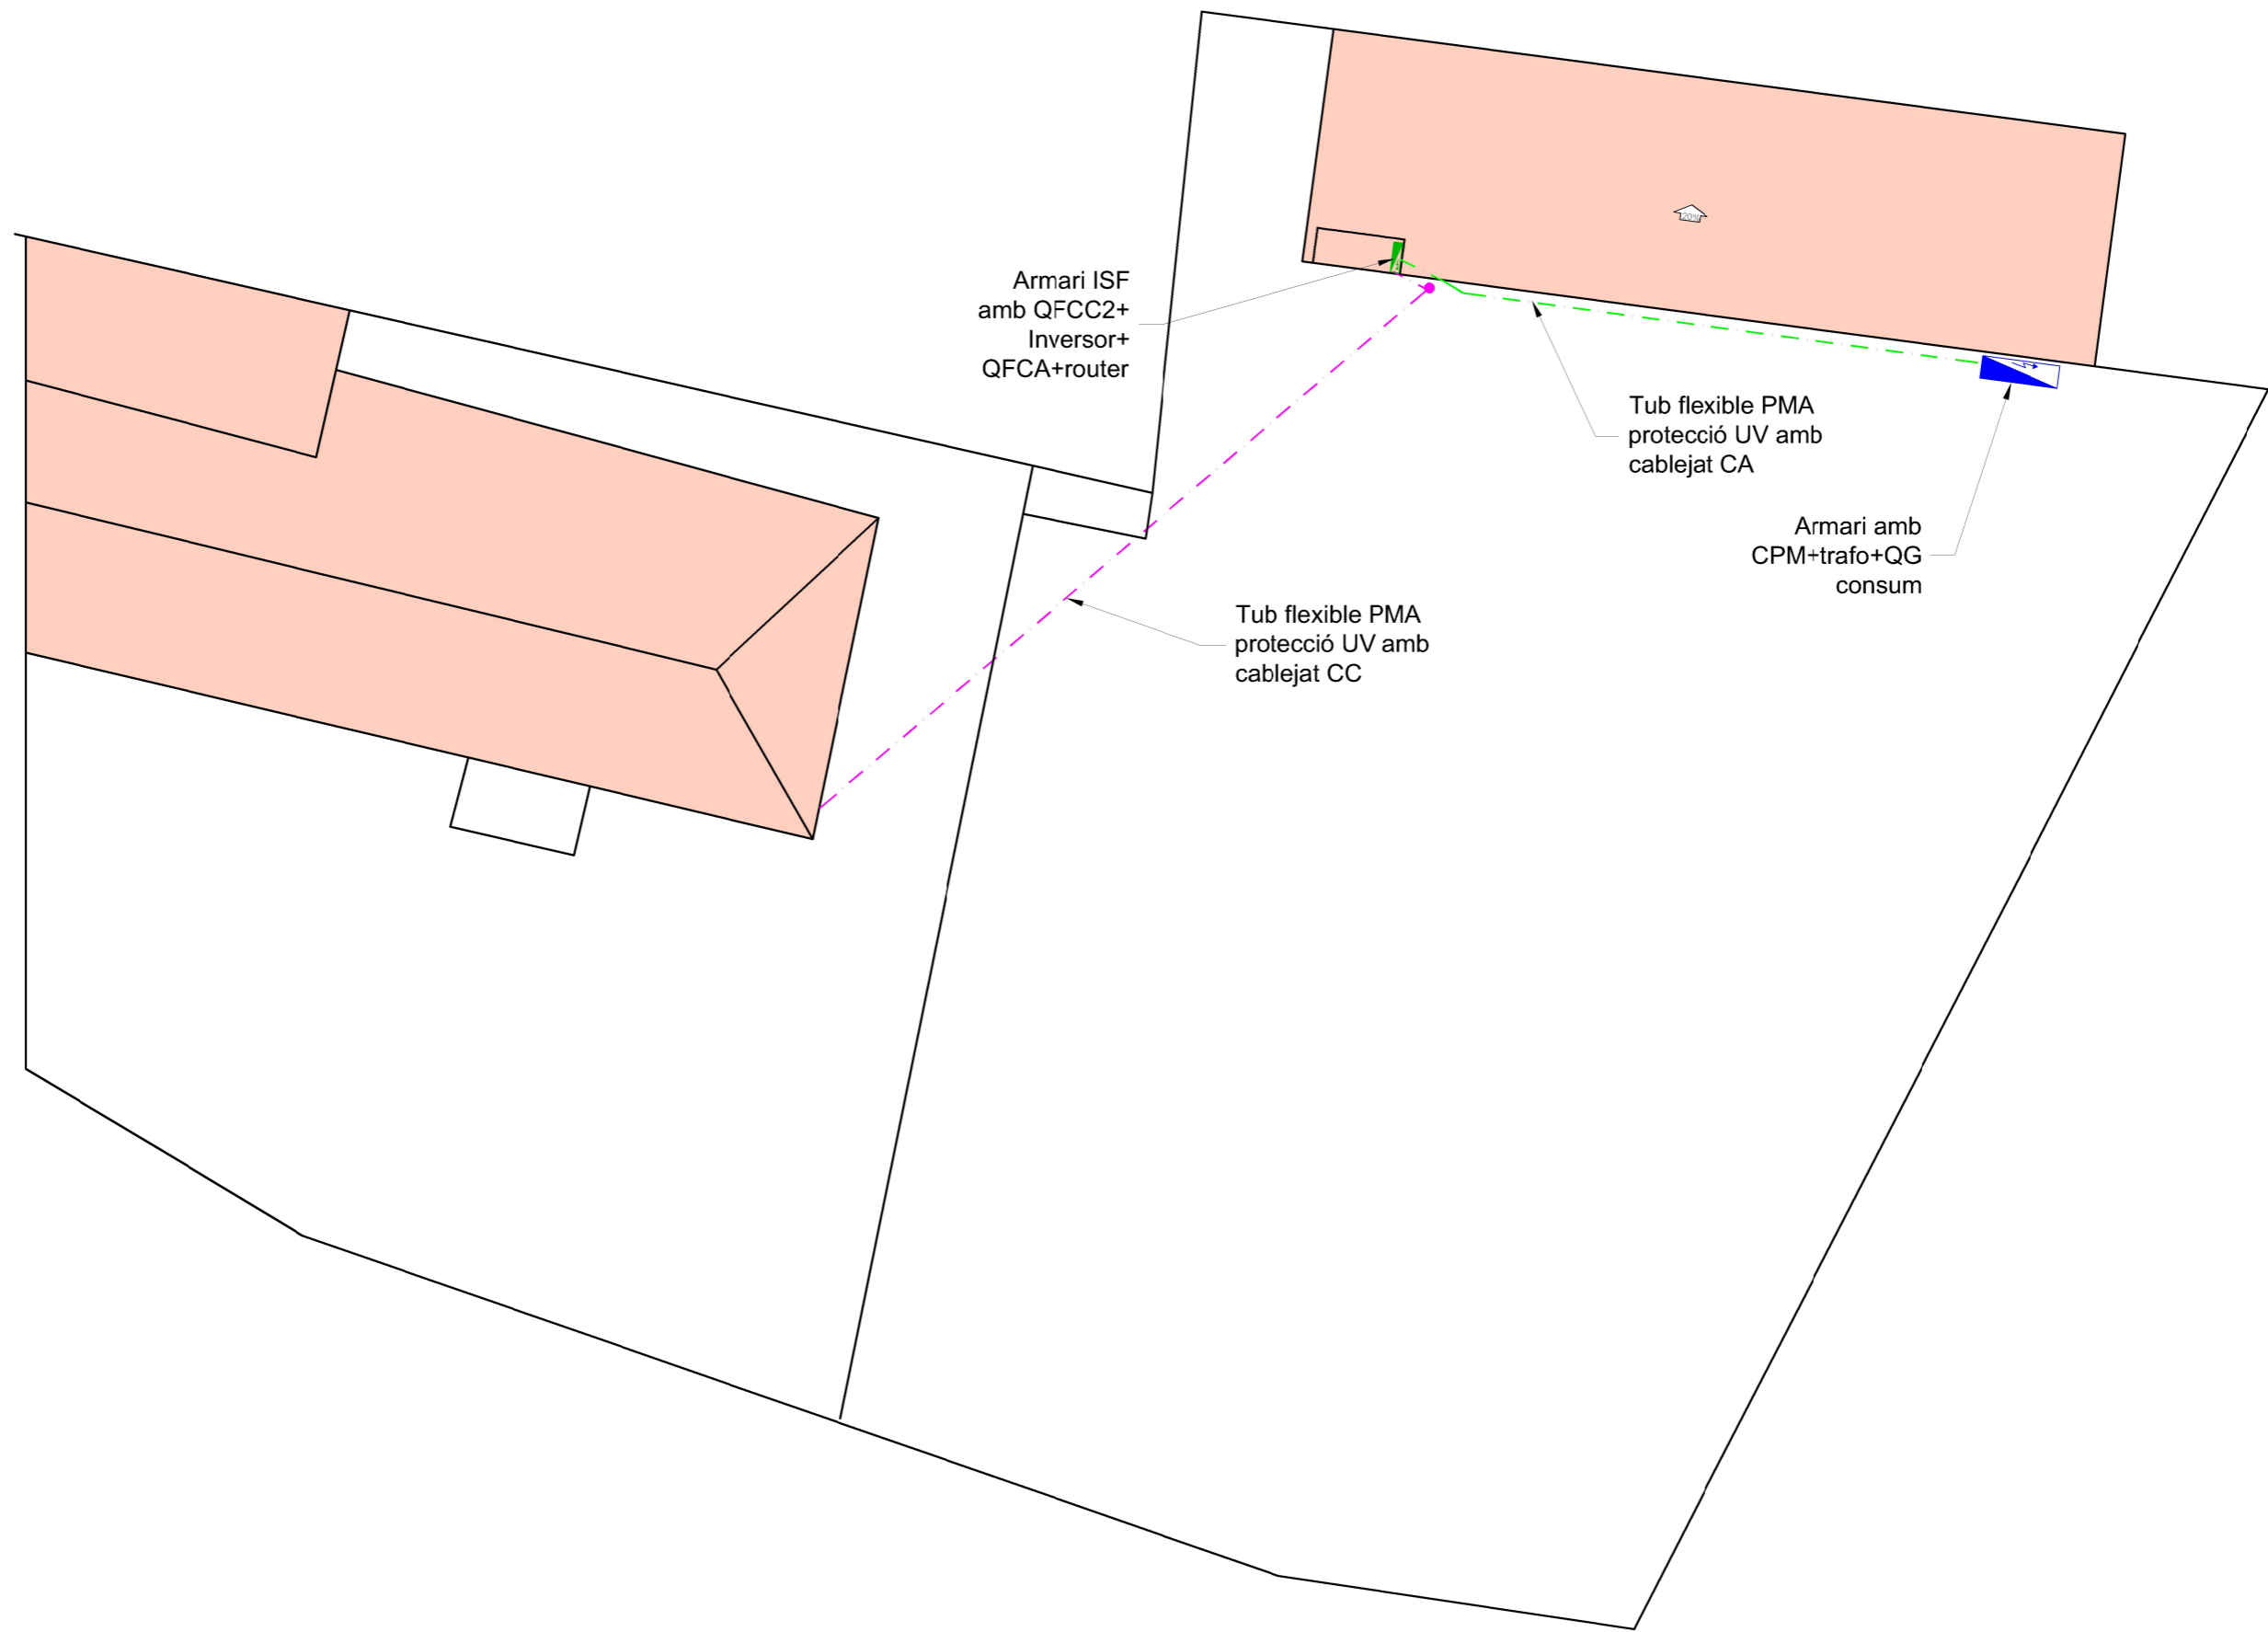 20%
Armari ISF
amb QFCC2+
Inversor+
QFCA+router
Tub flexible PMA
protecció UV amb
cablejat CA
Armari amb
CPM+trafo+QG
consum
Tub flexible PMA
protecció UV amb
cablejat CC